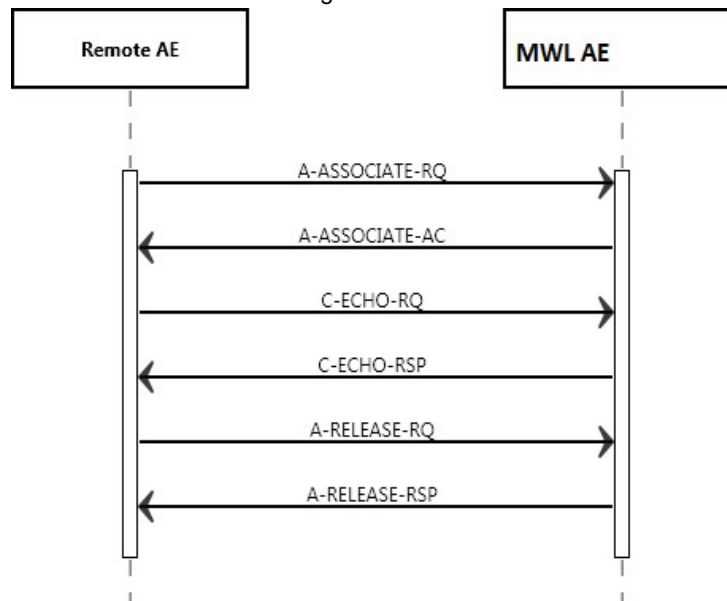 Remote AE
MWL AE
A-ASSOCIATE-RQ
A-ASSOCIATE-AC
C-ECHO-RQ
C-ECHO-RSP
A-RELEASE-RQ
A-RELEASE-RSP